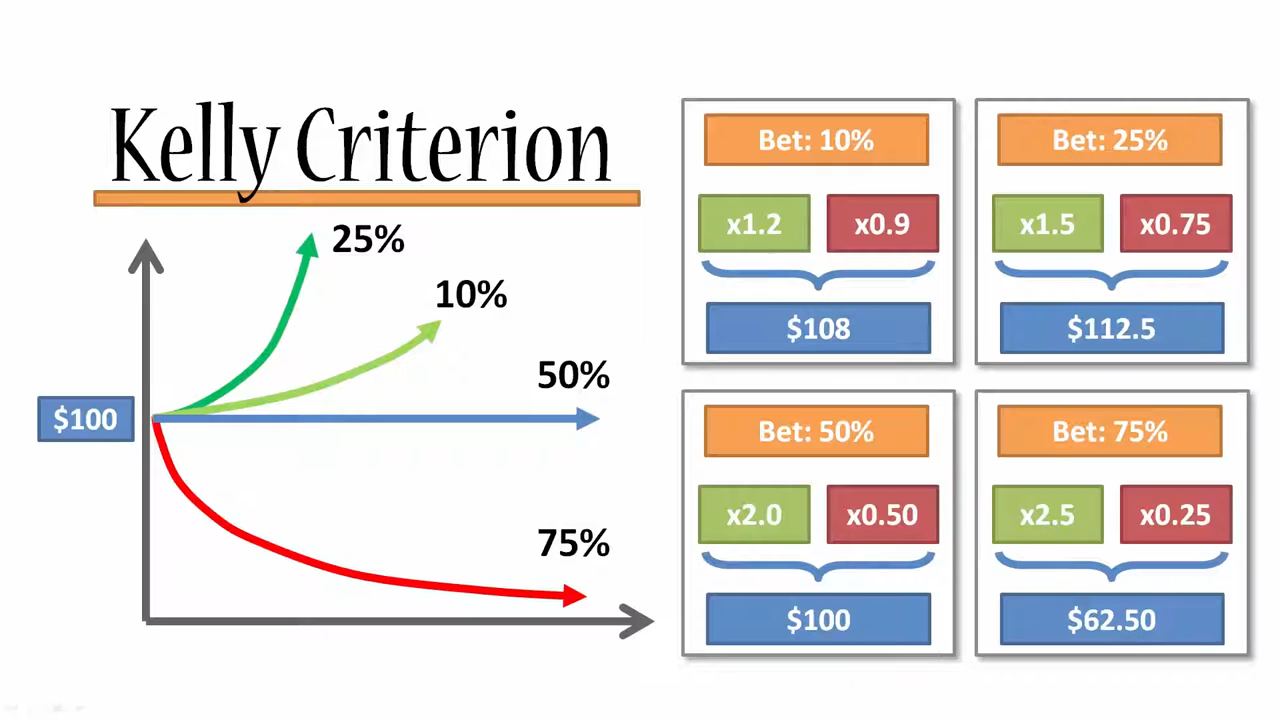 Kelly Criterion
25%
10%
50%
$100
75%
Bet: 10%
x1.2 x0.9
$108
Bet: 25%
x1.5 x0.75
$112.5
Bet: 50%
x2.0 x0.50
$100
Bet: 75%
x2.5 x0.25
$62.50